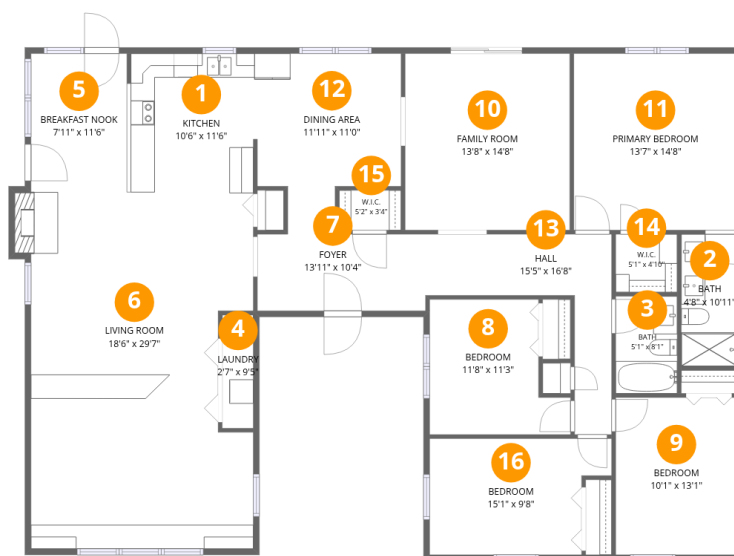 5
BREAKFAST NOOK
7'11" x 11'6"
1
KITCHEN
10'6" x 11'6"
12
DINING AREA
11'11" x 11'0"
10
FAMILY ROOM
13'8" x 14'8"
11
PRIMARY BEDROOM
13'7" x 14'8"
15
W.I.C.
5'2" x 3'4"
7
FOYER
13'11" x 10'4"
13
HALL
15'5" x 16'8"
14
W.I.C.
5'1" x 4'10"
2
BATH
4'8" x 10'11"
6
LIVING ROOM
18'6" x 29'7"
4
LAUNDRY
2'7" x 9'5"
8
BEDROOM
11'8" x 11'3"
3
BATH
5'1" x 8'1"
16
BEDROOM
15'1" x 9'8"
9
BEDROOM
10'1" x 13'1"